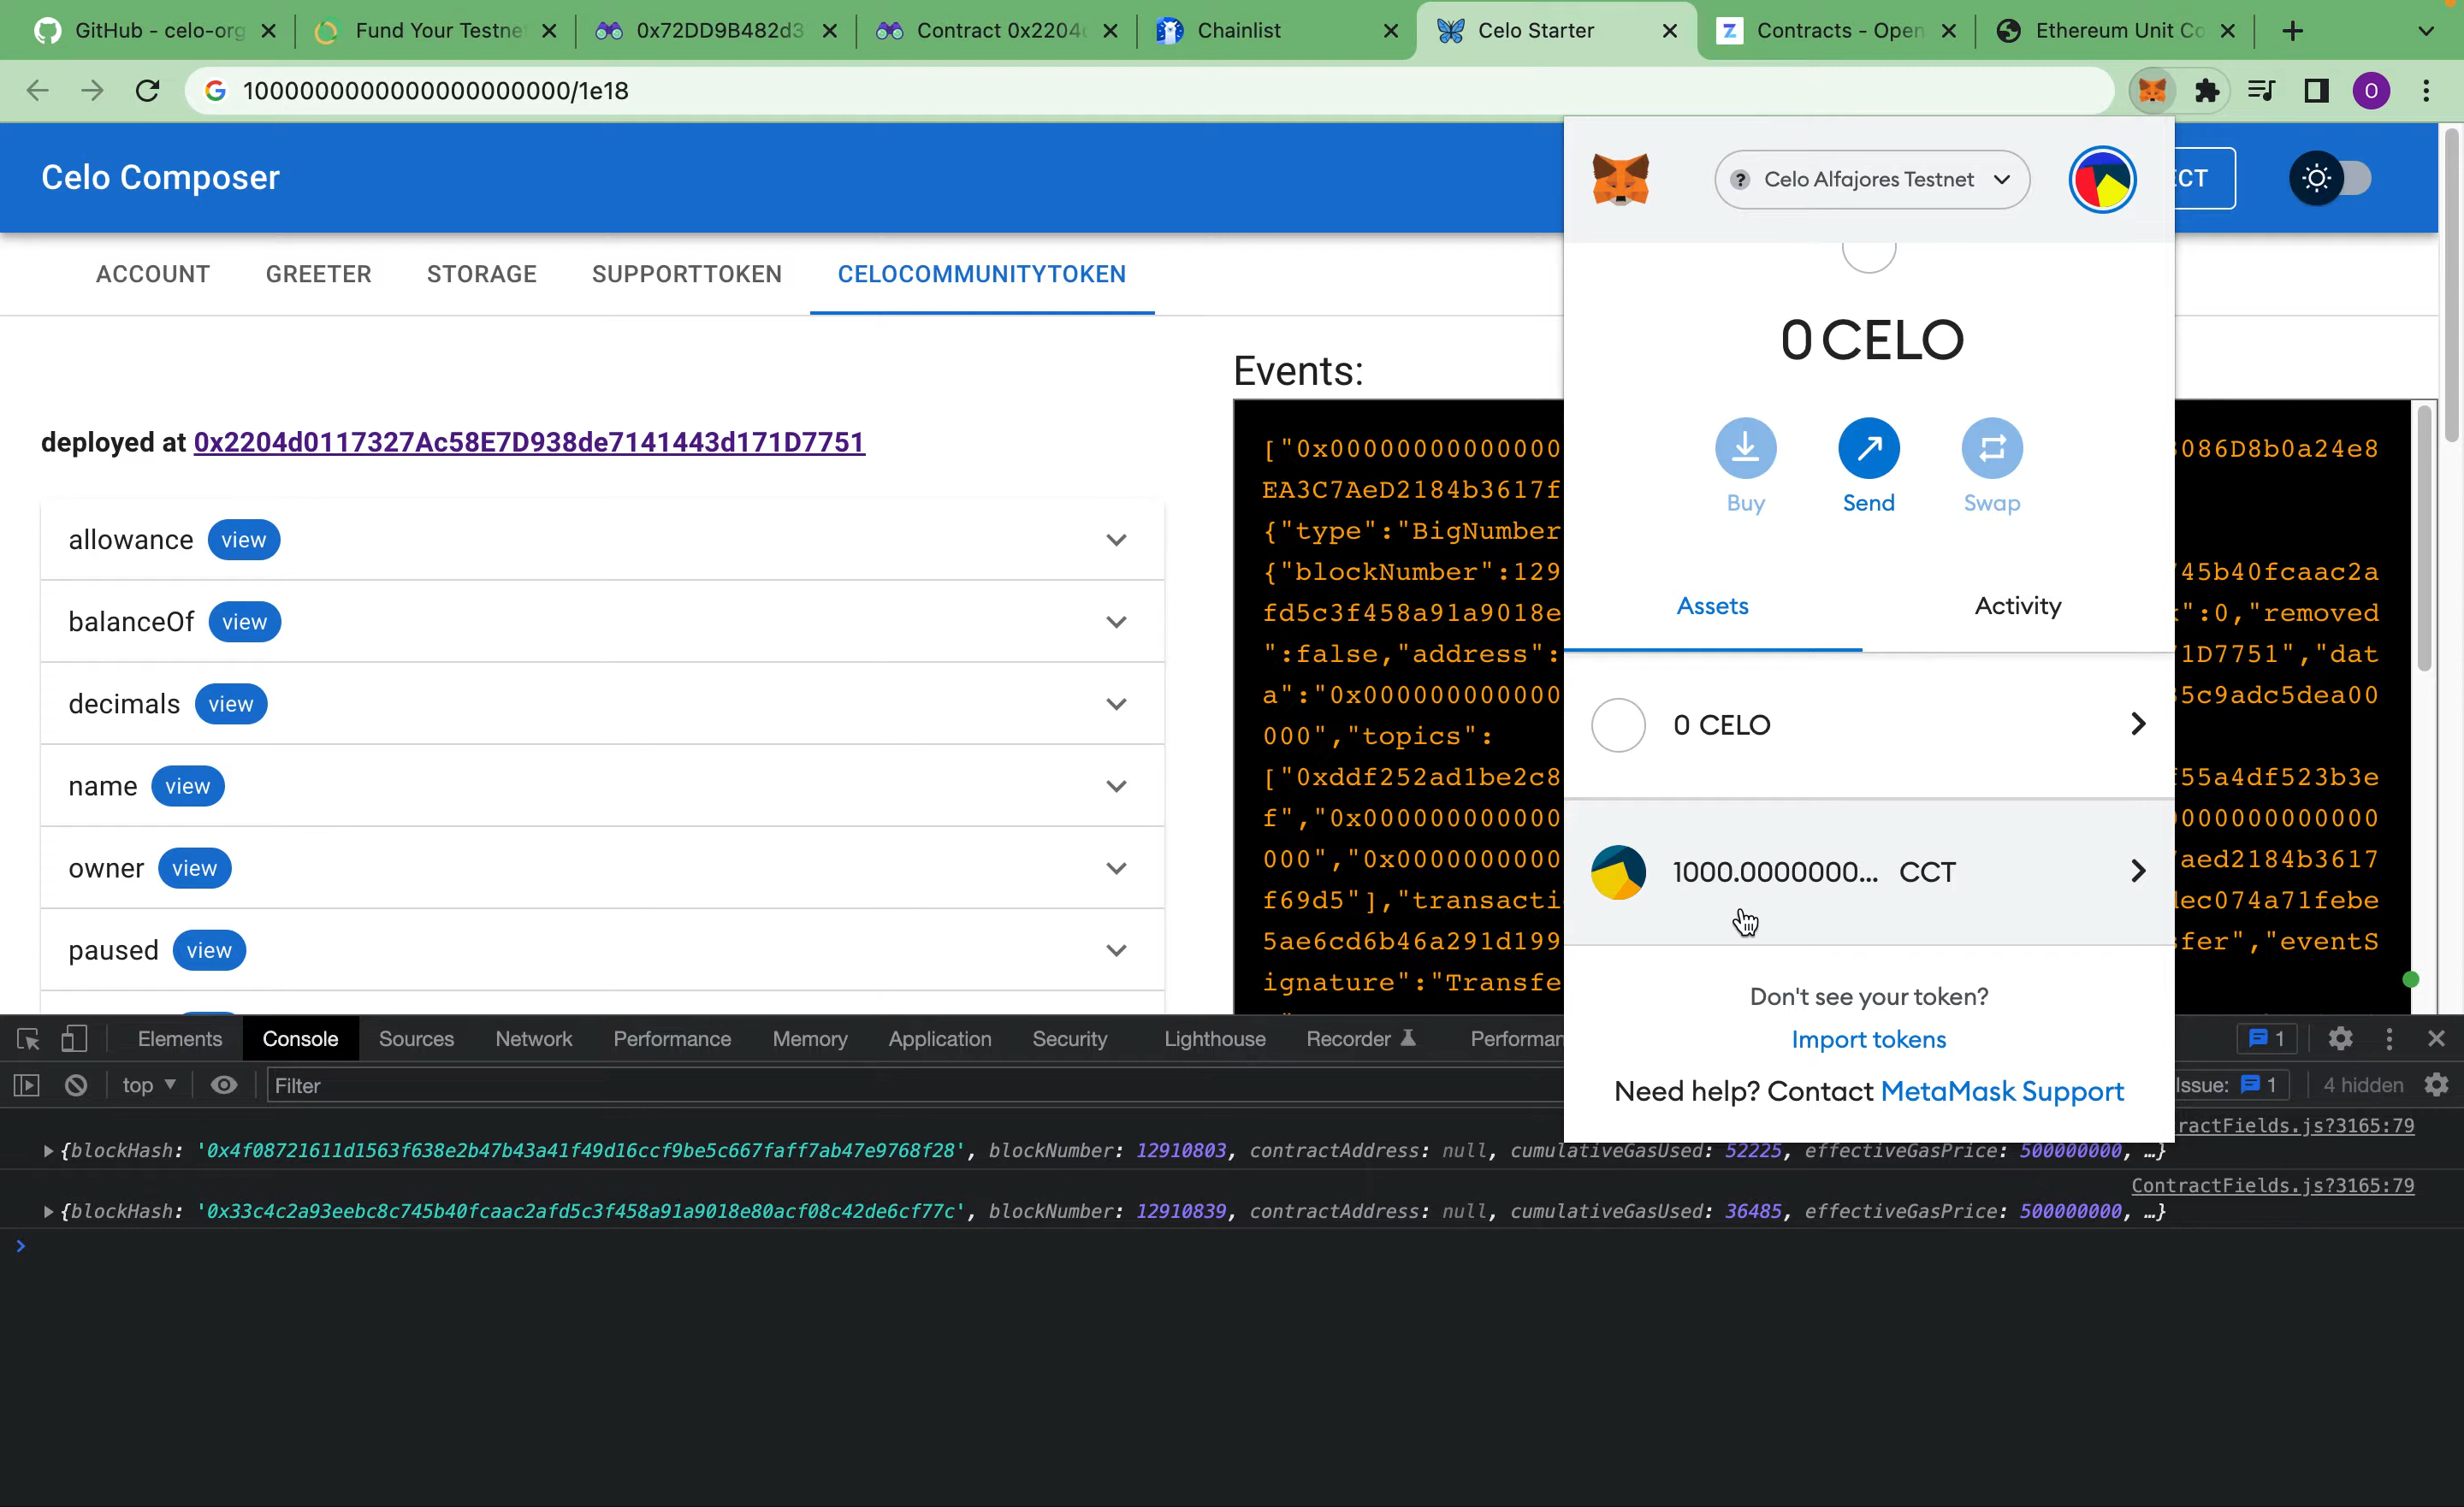 GitHub - celo-org
Fund Your Testne
0x72DD9B482d3
Contract 0x2204
Chainlist
Celo Starter
Contracts - Open
Ethereum Unit Co
1000000000000000000000/1e18
O
Celo Composer
Celo Alfajores Testnet
ECT
ACCOUNT
GREETER
STORAGE
SUPPORTTOKEN
CELOCOMMUNITYTOKEN
0 CELO
Buy
Send
Swap
Assets
Activity
0 CELO
1000.0000000... CCT
Don't see your token?
Import tokens
Need help? Contact MetaMask Support
deployed at 0x2204d0117327Ac58E7D938de7141443d171D7751
allowance view
balanceOf view
decimals view
name view
owner view
paused view
Events:
["0x00000000000000 086D8b0a24e8
EA3C7AeD2184b3617f
{"type":"BigNumber
{"blockNumber":129 45b40fcaac2a
fd5c3f458a91a9018e :0,"removed
":false,"address": 1D7751","dat
a":"0x000000000000 5c9adc5dea00
000","topics":
["0xddf252ad1be2c8 55a4df523b3e
f","0x000000000000 000000000000
000","0x0000000000 aed2184b3617
f69d5"],"transacti ec074a71febe
5ae6cd6b46a291d199 fer","eventS
ignature":"Transfe
Elements
Console
Sources
Network
Performance
Memory
Application
Security
Lighthouse
Recorder
Performan
1
top
Filter
Issue: 1
4 hidden
ractFields.js?3165:79
{blockHash: '0x4f08721611d1563f638e2b47b43a41f49d16ccf9be5c667faff7ab47e9768f28', blockNumber: 12910803, contractAddress: null, cumulativeGasUsed: 52225, effectiveGasPrice: 500000000, …}
ContractFields.js?3165:79
{blockHash: '0x33c4c2a93eebc8c745b40fcaac2afd5c3f458a91a9018e80acf08c42de6cf77c', blockNumber: 12910839, contractAddress: null, cumulativeGasUsed: 36485, effectiveGasPrice: 500000000, …}